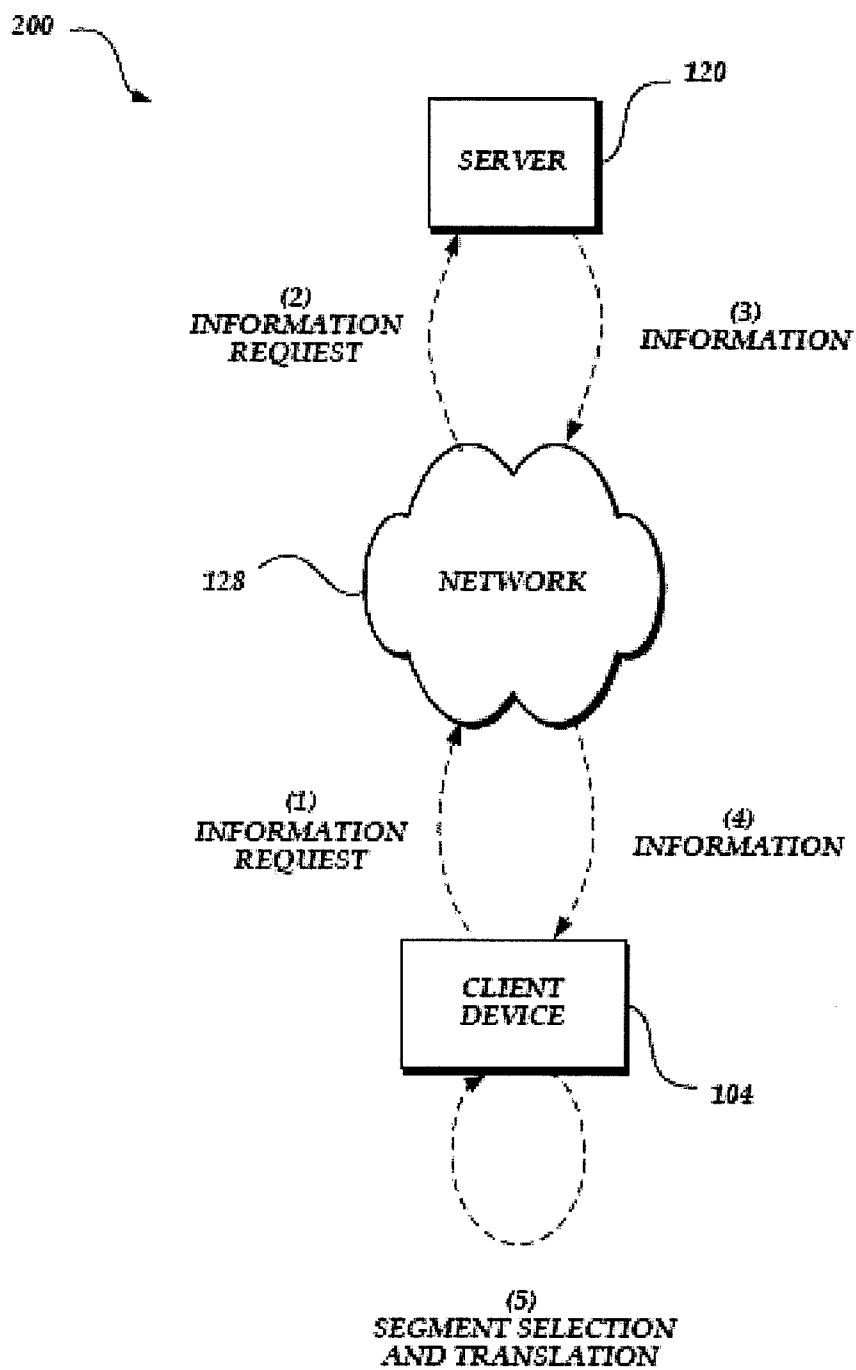 200
120
SERVER
(2)
INFORMATION
REQUEST
(3)
INFORMATION
128
NETWORK
(1)
INFORMATION
REQUEST
(4)
INFORMATION
CLIENT
DEVICE
104
(5)
SEGMENT SELECTION
AND TRANSLATION